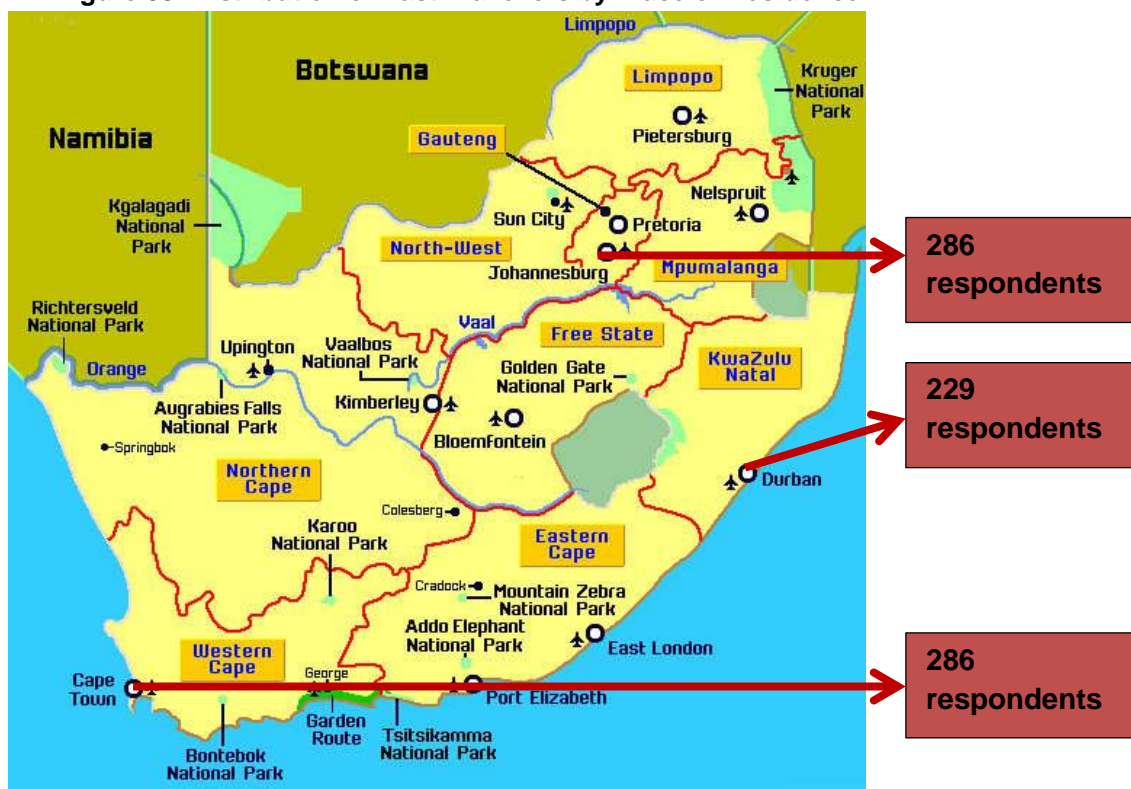 Limpopo
Botswana
Namibia
Limpopo
Kruger
National
Park
Pietersburg
Gauteng
Nelspruit
Kgalagadi
National
Park
Sun City
Pretoria
North-West
Johannesburg
Mpumalanga
286
respondents
Richtersveld
National Park
Vaal
Free State
Orange
Upington
Vaalbos
National Park
KwaZulu
Natal
Golden Gate
National Park
Augrabies Falls
National Park
Kimberley
Bloemfontein
229
respondents
Springbok
Northern
Cape
Durban
Colesberg
Karoo
National Park
Eastern
Cape
Cradock
Mountain Zebra
National Park
Addo Elephant
National Park
East London
Western
Cape
George
Cape
Town
Port Elizabeth
286
respondents
Garden
Route
Tsitsikamma
National Park
Bontebok
National Park